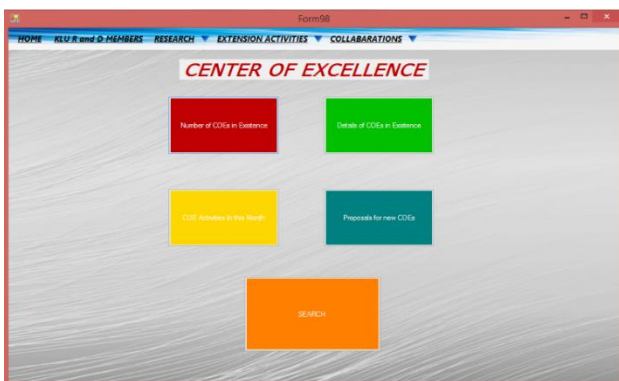 Form98
HOME KLU R and D MEMBERS RESEARCH EXTENSION ACTIVITIES COLLABARATIONS
CENTER OF EXCELLENCE
Number of COEs in Existence
Details of COEs in Existence
COE Activities in this Month
Proposals for new COEs
SEARCH